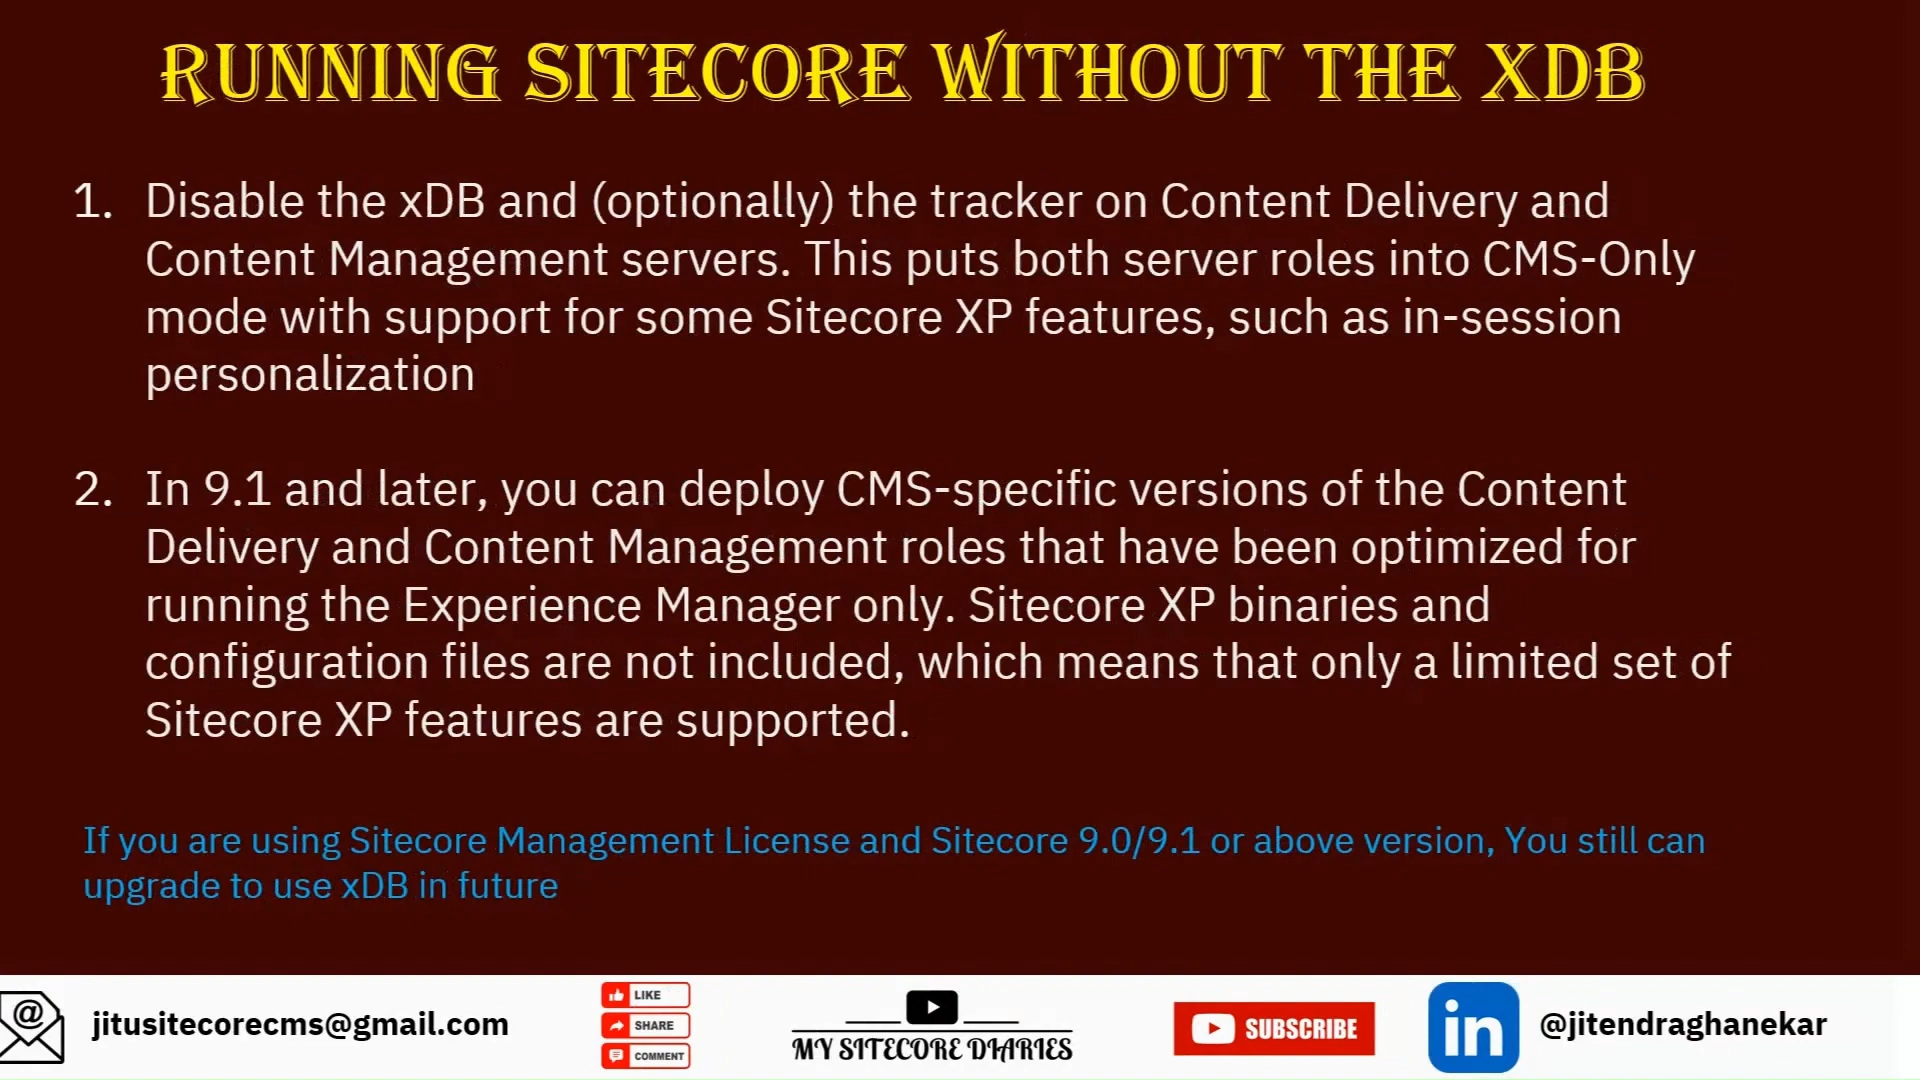 RUNNING SITECORE WITHOUT THE XDB
1. Disable the xDB and (optionally) the tracker on Content Delivery and
Content Management servers. This puts both server roles into CMS-Only
mode with support for some Sitecore XP features, such as in-session
personalization
2. In 9.1 and later, you can deploy CMS-specific versions of the Content
Delivery and Content Management roles that have been optimized for
running the Experience Manager only. Sitecore XP binaries and
configuration files are not included, which means that only a limited set of
Sitecore XP features are supported.
If you are using Sitecore Management License and Sitecore 9.0/9.1 or above version, You still can
upgrade to use xDB in future
@
jitusitecorecms@gmail.com
LIKE
SHARE
COMMENT
MY SITECORE DIARIES
SUBSCRIBE
in
@jitendraghanekar